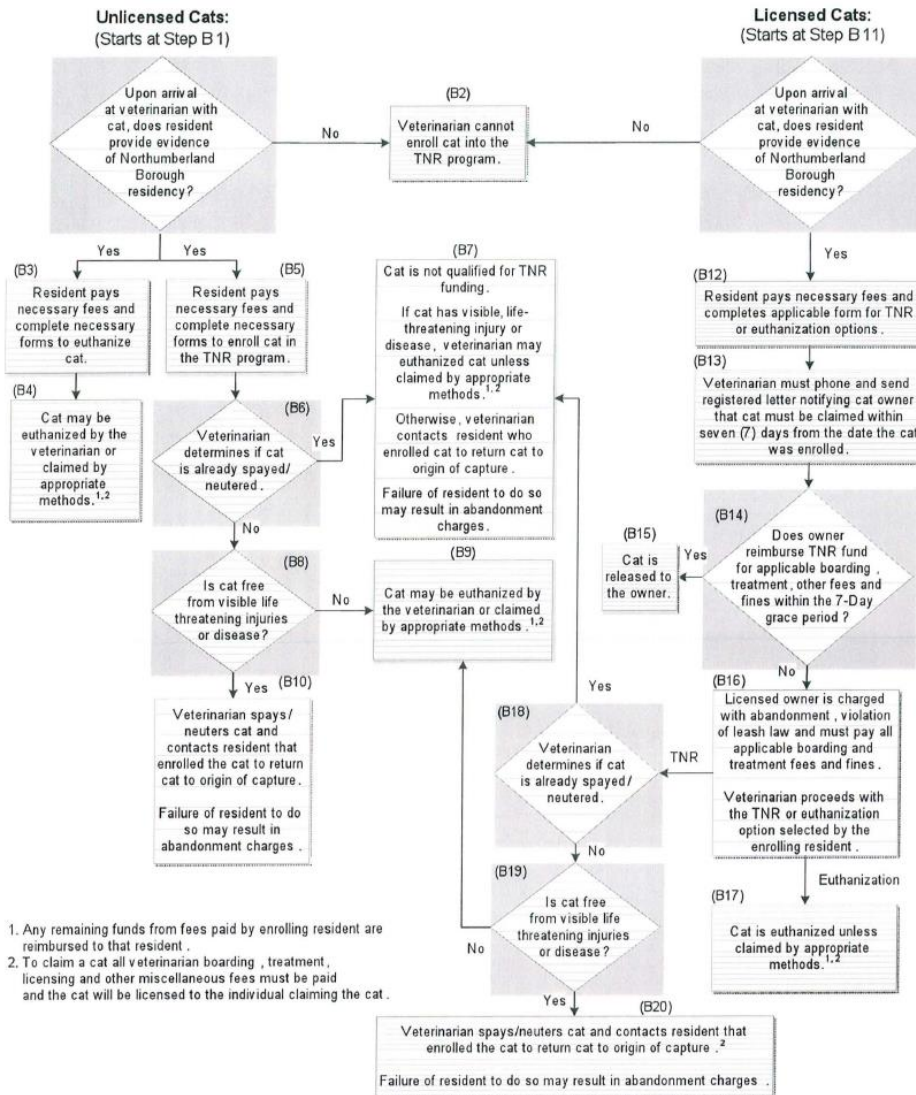 Unlicensed Cats:
(Starts at Step B1)
Licensed Cats:
(Starts at Step B11)
Upon arrival
at veterinarian with
cat, does resident
provide evidence
of Northumberland
Borough
residency?
No
(B2)
Veterinarian cannot
enroll cat into the
TNR program.
No
Upon arrival
at veterinarian with
cat, does resident
provide evidence
of Northumberland
Borough
residency?
Yes
Yes
(B3)
Resident pays
necessary fees and
complete necessary
forms to euthanize
cat.
(B5)
Resident pays
necessary fees and
complete necessary
forms to enroll cat in
the TNR program.
(B4)
Cat may be
euthanized by the
veterinarian or
claimed by
appropriate
methods.1,2
(B6)
Veterinarian
determines if cat
is already spayed/
neutered.
Yes
No
(B7)
Cat is not qualified for TNR
funding.
If cat has visible, life-
threatening injury or
disease, veterinarian may
euthanized cat unless
claimed by appropriate
methods.1,2
Otherwise, veterinarian
contacts resident who
enrolled cat to return cat to
origin of capture.
Failure of resident to do so
may result in abandonment
charges.
(B8)
Is cat free
from visible life
threatening injuries
or disease?
No
Yes
(B9)
Cat may be euthanized by
the veterinarian or claimed
by appropriate methods.1,2
(B10)
Veterinarian spays/
neuters cat and
contacts resident that
enrolled the cat to return
cat to origin of capture.
Failure of resident to do
so may result in
abandonment charges.
Yes
(B12)
Resident pays necessary fees and
completes applicable form for TNR
or euthanization options.
(B13)
Veterinarian must phone and send
registered letter notifying cat owner
that cat must be claimed within
seven (7) days from the date the cat
was enrolled.
(B14)
Does owner
reimburse TNR fund
for applicable boarding,
treatment, other fees and
fines within the 7-Day
grace period?
Yes
(B15)
Cat is
released to
the owner.
No
(B16)
Licensed owner is charged
with abandonment, violation
of leash law and must pay all
applicable boarding and
treatment fees and fines.
Veterinarian proceeds with
the TNR or euthanization
option selected by the
enrolling resident.
TNR
Euthanization
(B17)
Cat is euthanized unless
claimed by appropriate
methods.1,2
(B18)
Veterinarian
determines if cat
is already spayed/
neutered.
Yes
No
(B19)
Is cat free
from visible life
threatening injuries
or disease?
No
Yes
(B20)
Veterinarian spays/neuters cat and contacts resident that
enrolled the cat to return cat to origin of capture.2
Failure of resident to do so may result in abandonment charges.
1. Any remaining funds from fees paid by enrolling resident are
reimbursed to that resident.
2. To claim a cat all veterinarian boarding, treatment,
licensing and other miscellaneous fees must be paid
and the cat will be licensed to the individual claiming the cat.